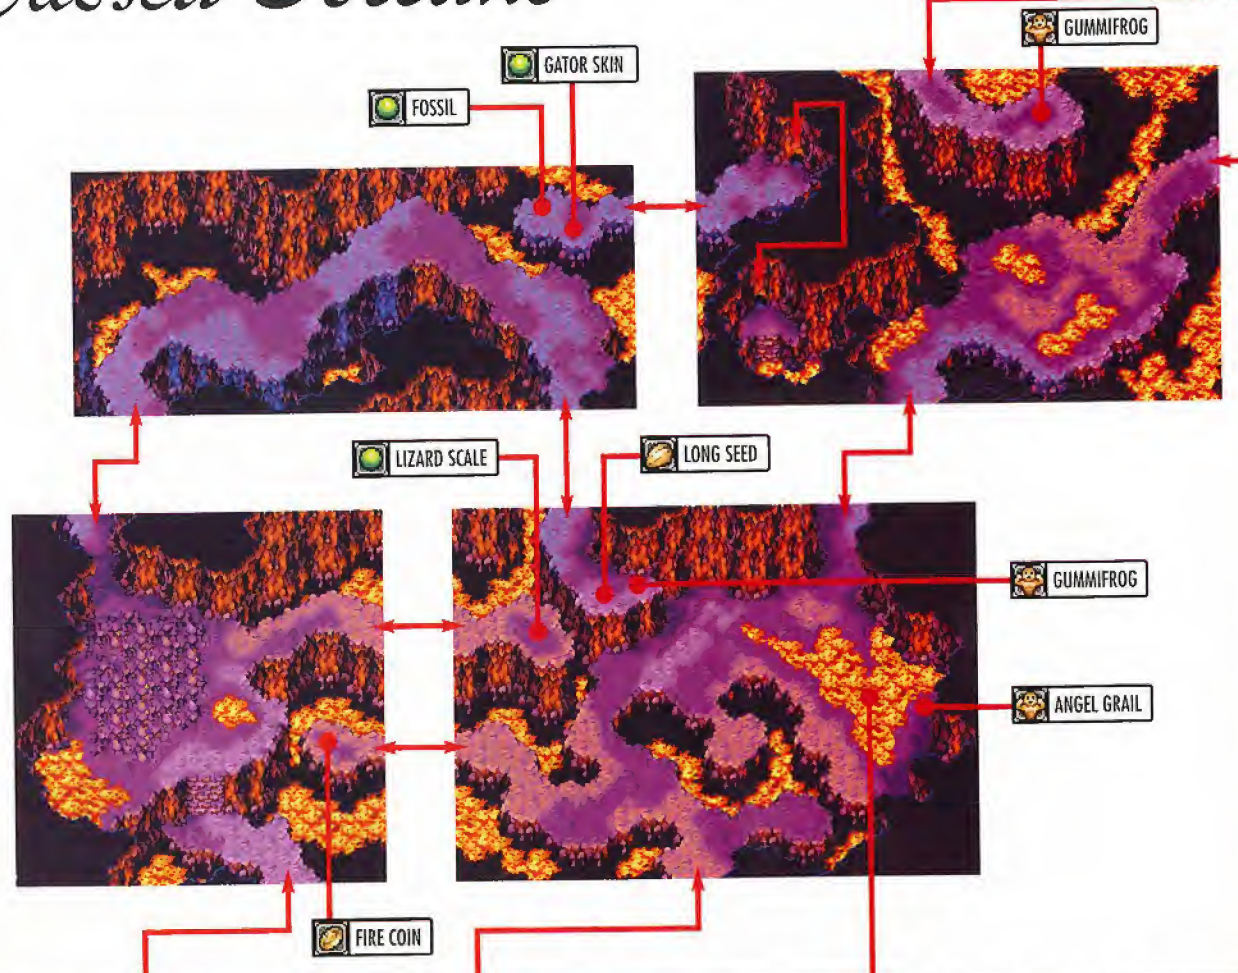 GUMMIFROG
GATOR SKIN
FOSSIL
LIZARD SCALE
LONG SEED
GUMMIFROG
ANGEL GRAIL
FIRE COIN